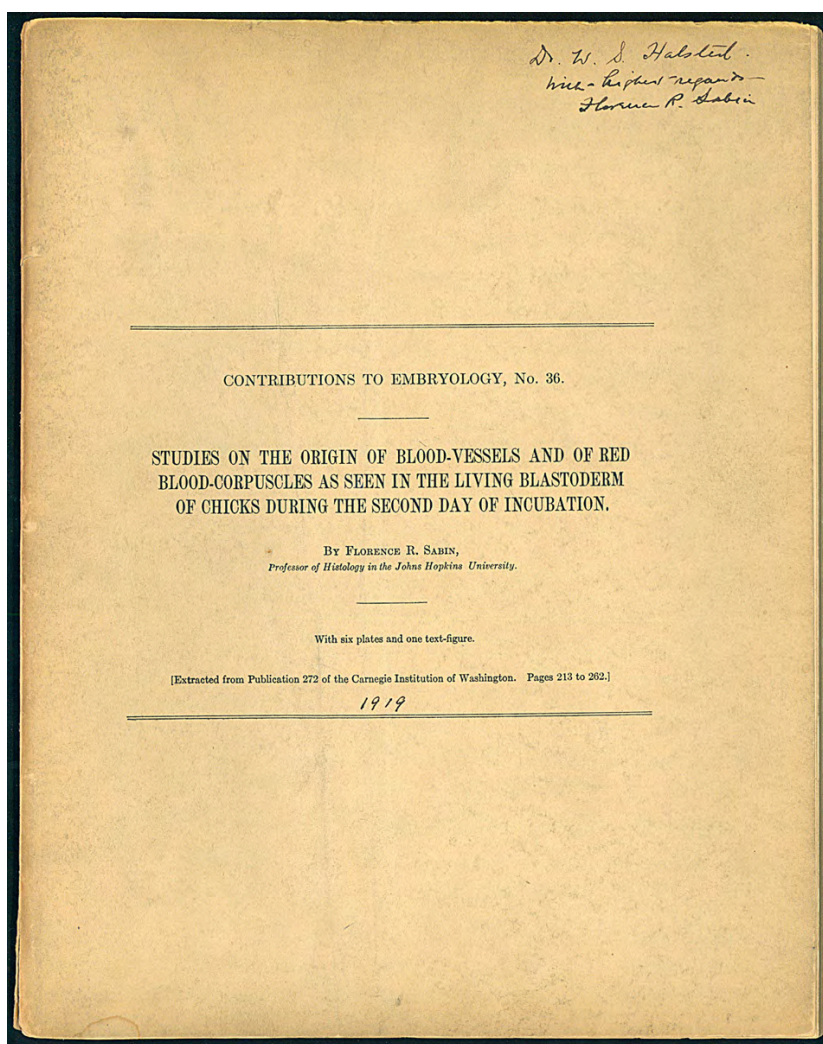 Dr. W. S. Halsted.
With highest regards—
Florence R. Sabin
CONTRIBUTIONS TO EMBRYOLOGY, No. 36.
STUDIES ON THE ORIGIN OF BLOOD-VESSELS AND OF RED
BLOOD-CORPUSCLES AS SEEN IN THE LIVING BLASTODERM
OF CHICKS DURING THE SECOND DAY OF INCUBATION.
BY FLORENCE R. SABIN,
Professor of Histology in the Johns Hopkins University.
With six plates and one text-figure.
[Extracted from Publication 272 of the Carnegie Institution of Washington. Pages 213 to 262.]
1919